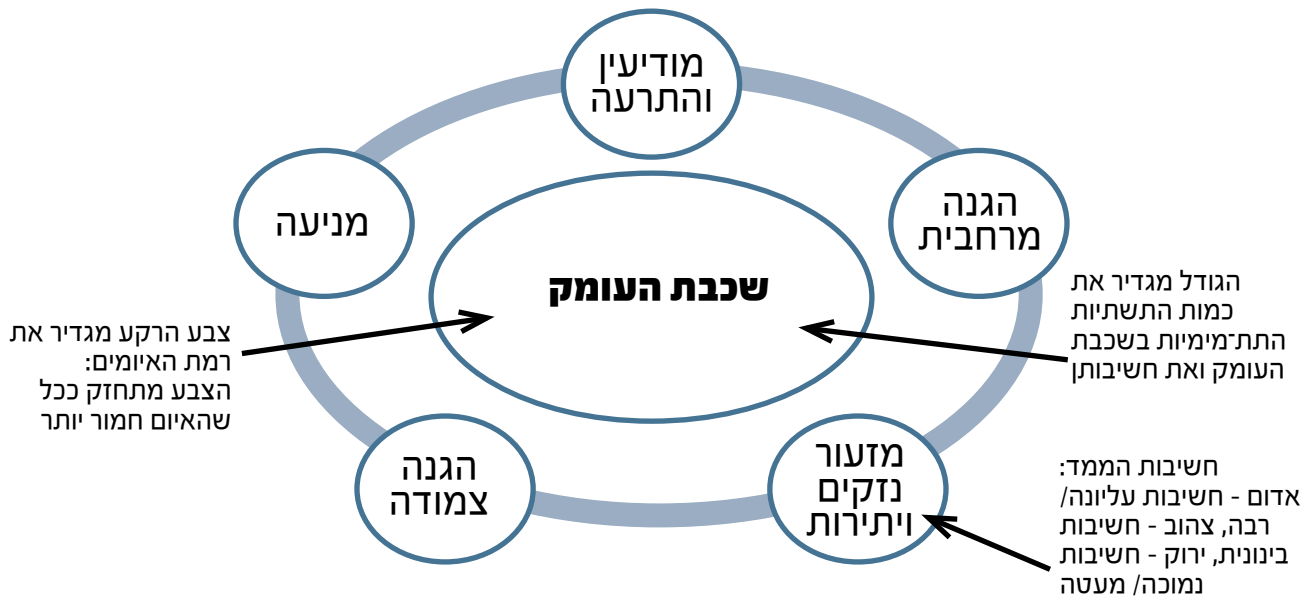 מודיעין
והתרעה
הגנה
מרחבית
מניעה
שכבת העומק
הגודל מגדיר את
כמות התשתיות
התת־מימיות בשכבת
העומק ואת חשיבותן
צבע הרקע מגדיר את
רמת האיומים:
הצבע מתחזק ככל
שהאיום חמור יותר
הגנה
צמודה
מזעור
נזקים
ויתירות
חשיבות הממד:
אדום - חשיבות עליונה/
רבה, צהוב - חשיבות
בינונית, ירוק - חשיבות
נמוכה/ מעטה